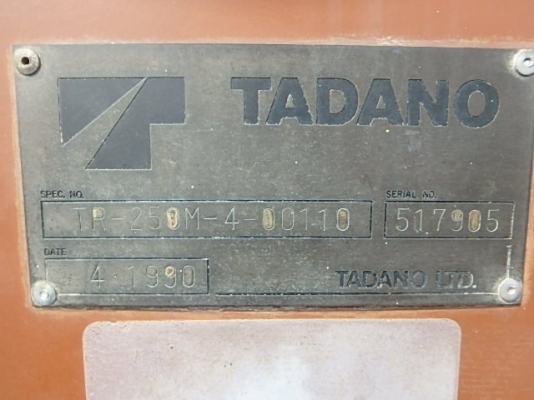 TADANO
SPEC. NO. SERIAL NO.
TR-250M-4-00110 517905
DATE
4·1990 TADANO LTD.